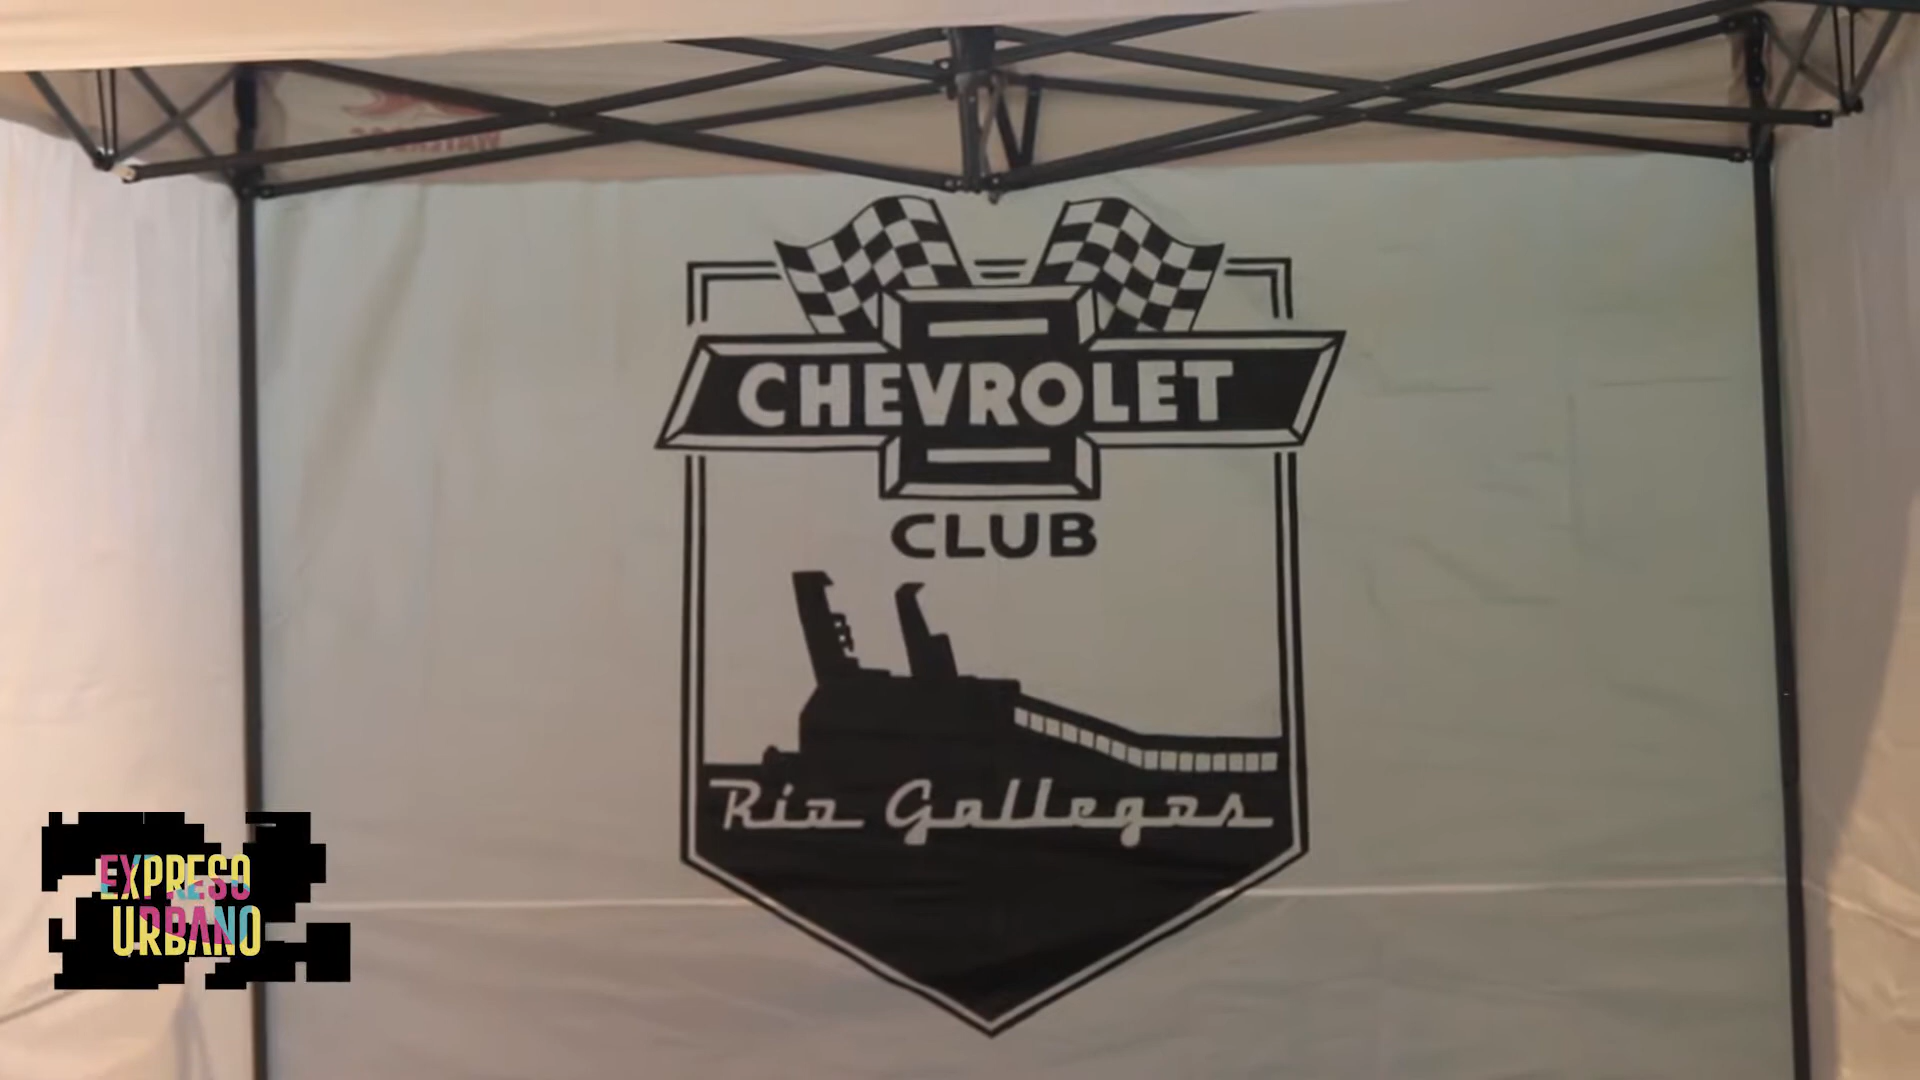 CHEVROLET
CLUB
Rio Gallegos
EXPRESO
URBANO